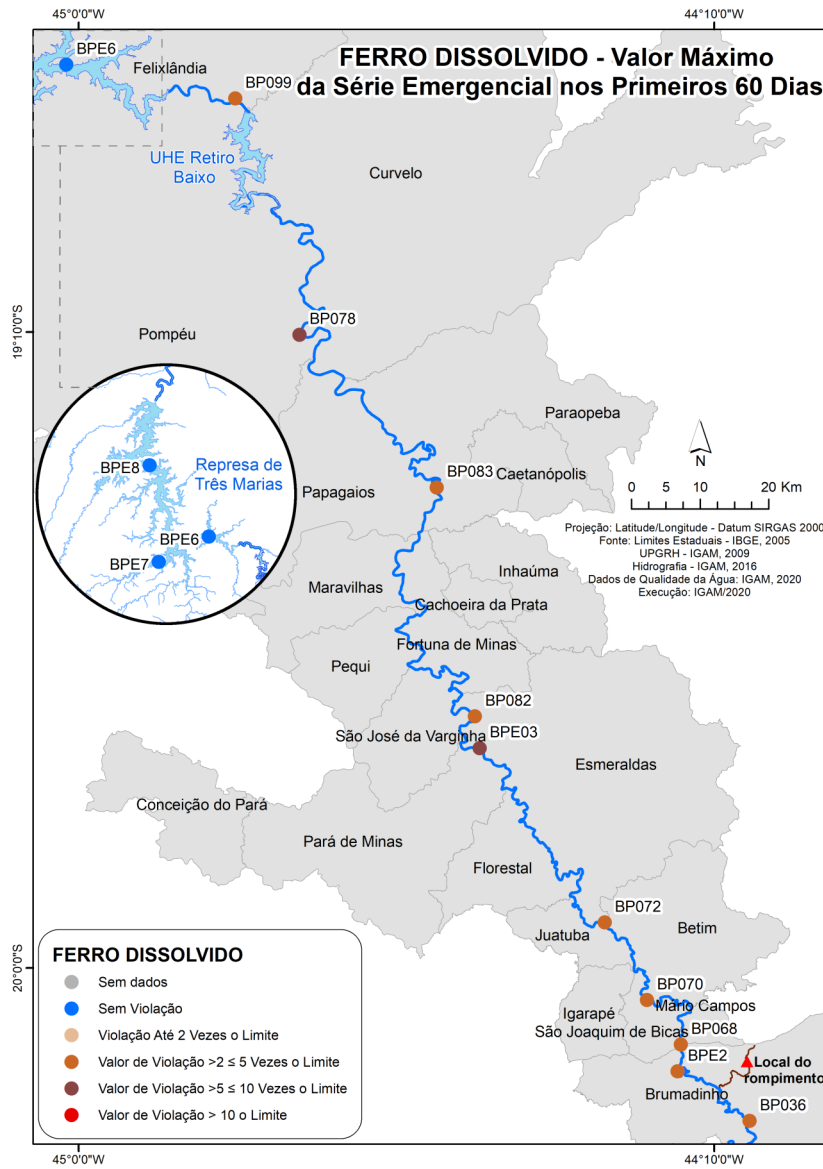 45°0'0"W
44°10'0"W
FERRO DISSOLVIDO - Valor Máximo
da Série Emergencial nos Primeiros 60 Dias
BPE6
Felixlândia
BP099
UHE Retiro
Baixo
Curvelo
19°10'0"S
BP078
Pompéu
Paraopeba
BP083
Caetanópolis
N
BPE8
Represa de
Três Marias
Papagaios
0 5 10 20 Km
BPE6
BPE7
Projeção: Latitude/Longitude - Datum SIRGAS 2000
Fonte: Limites Estaduais - IBGE, 2005
UPGRH - IGAM, 2009
Hidrografia - IGAM, 2016
Dados de Qualidade da Água: IGAM, 2020
Execução: IGAM/2020
Inhaúma
Maravilhas
Cachoeira da Prata
Fortuna de Minas
Pequi
BP082
São José da Varginha
BPE03
Esmeraldas
Conceição do Pará
Pará de Minas
Florestal
BP072
Juatuba
Betim
20°0'0"S
BP070
Mário Campos
Igarapé
São Joaquim de Bicas
BP068
BPE2
Local do
rompimento
Brumadinho
BP036
FERRO DISSOLVIDO
Sem dados
Sem Violação
Violação Até 2 Vezes o Limite
Valor de Violação >2 ≤ 5 Vezes o Limite
Valor de Violação >5 ≤ 10 Vezes o Limite
Valor de Violação > 10 o Limite
45°0'0"W
44°10'0"W